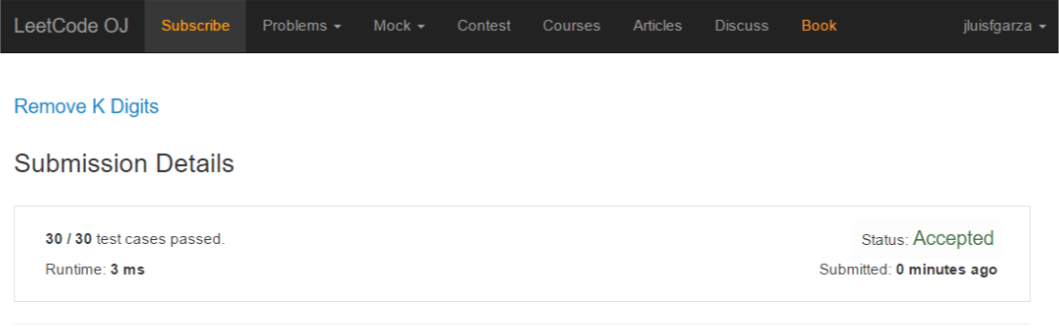 LeetCode OJ Subscribe Problems Mock Contest Courses Articles Discuss Book jluisfgarza
Remove K Digits
Submission Details
30 / 30 test cases passed. Status: Accepted
Runtime: 3 ms Submitted: 0 minutes ago